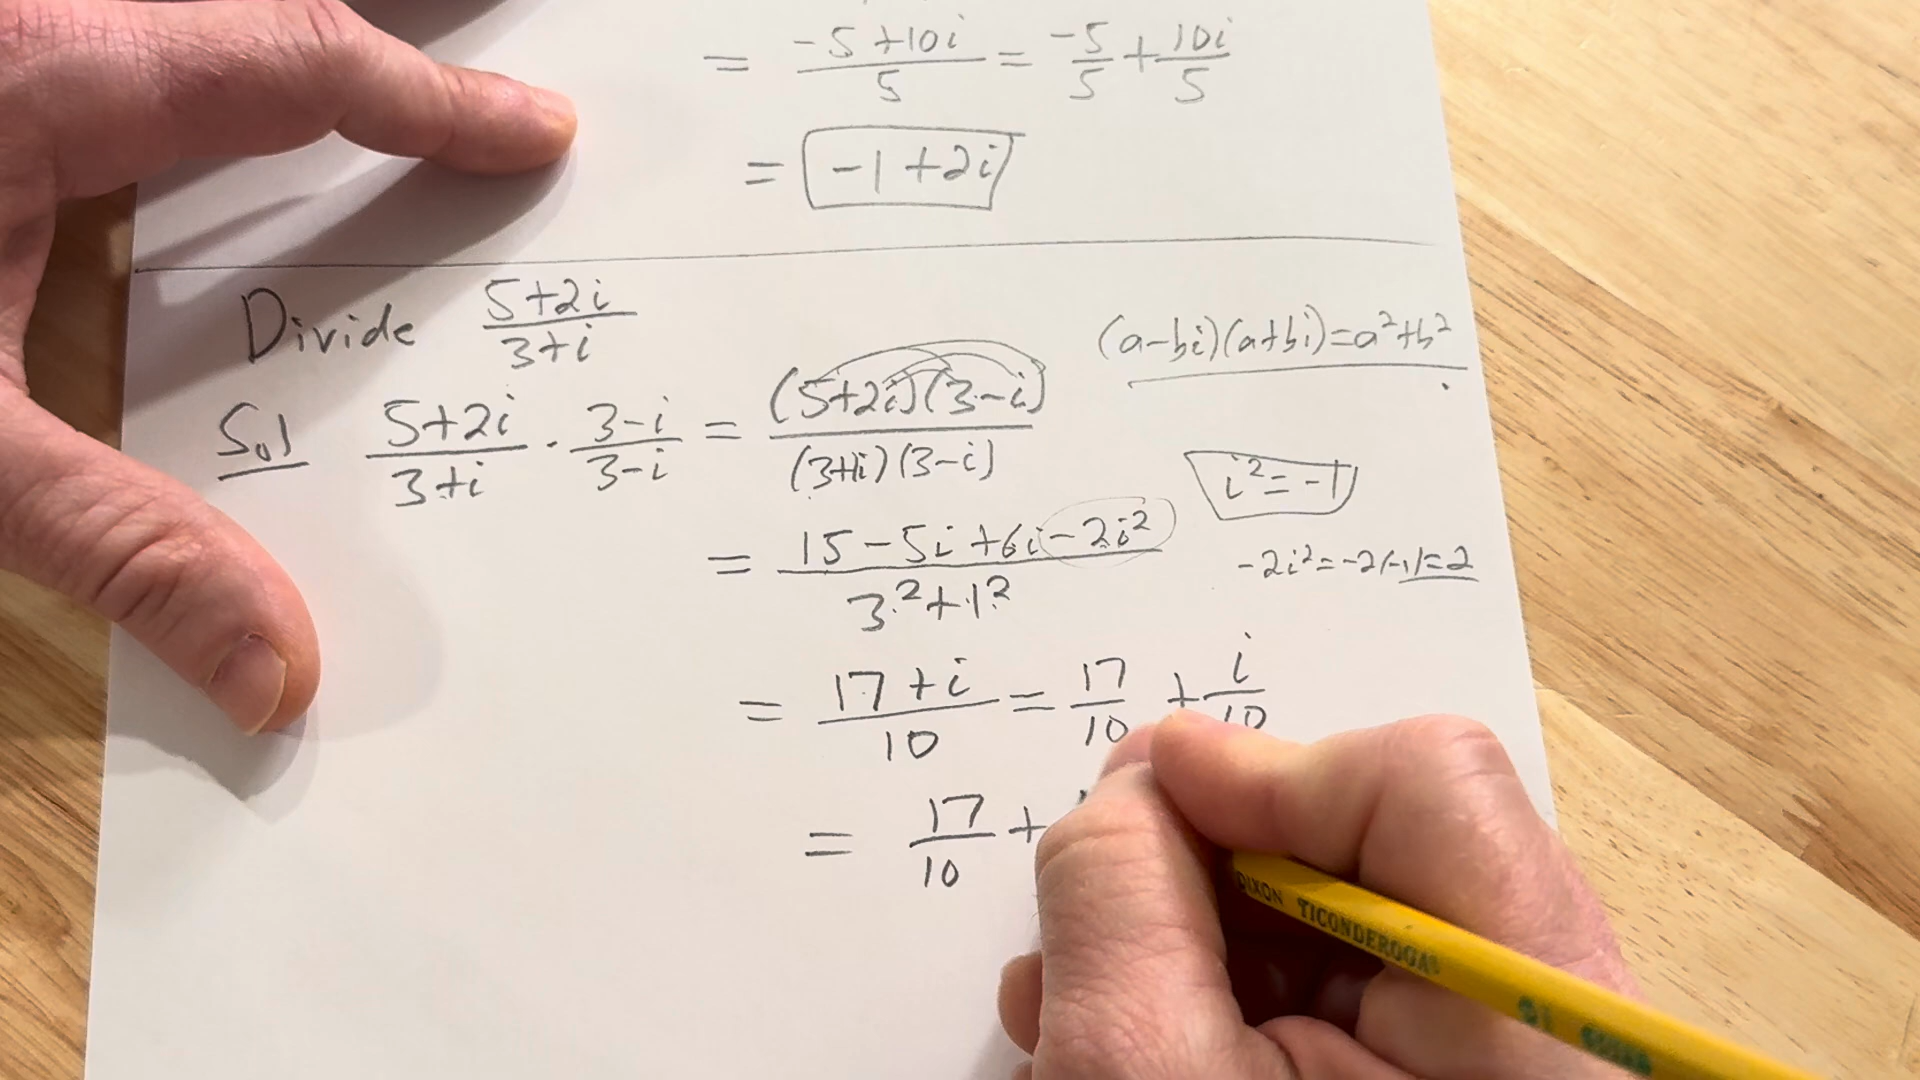 = -5+10i/5 = -5/5 + 10i/5
= -1+2i
Divide 5+2i/3+i
(a-bi)(a+bi)=a²+b²
Sol 5+2i/3+i · 3-i/3-i = (5+2i)(3-i)/(3+i)(3-i)
i²=-1
= 15-5i+6i-2i²/3²+1²
-2i²=-2(-1)=2
= 17+i/10 = 17/10 + i/10
= 17/10 +
DIXON TICONDEROGA